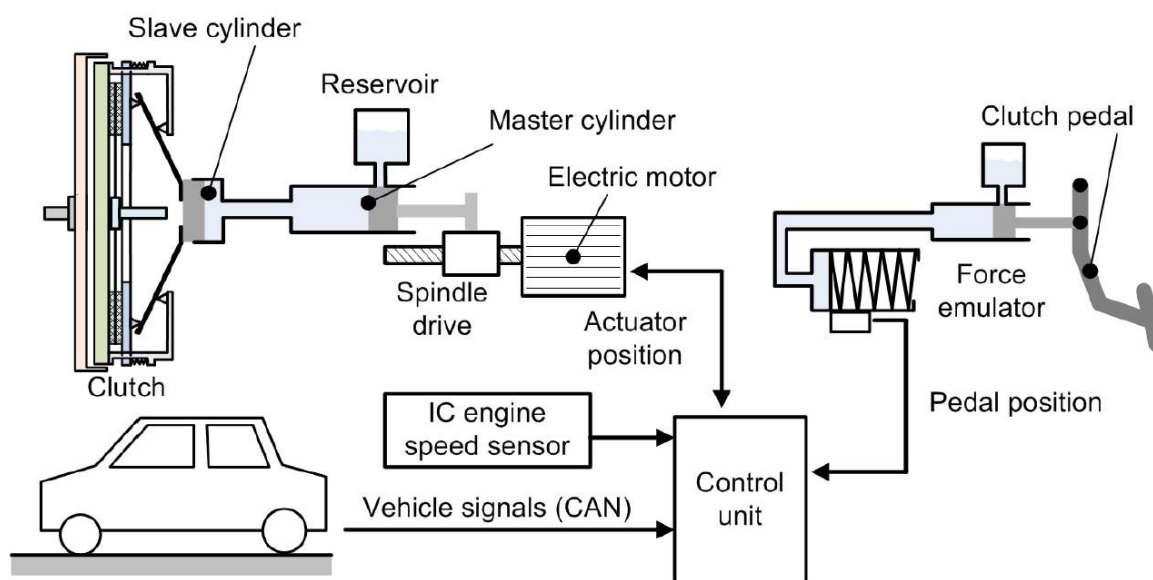 Slave cylinder
Reservoir
Master cylinder
Electric motor
Clutch pedal
Spindle
drive
Actuator
position
Force
emulator
Clutch
IC engine
speed sensor
Pedal position
Control
unit
Vehicle signals (CAN)